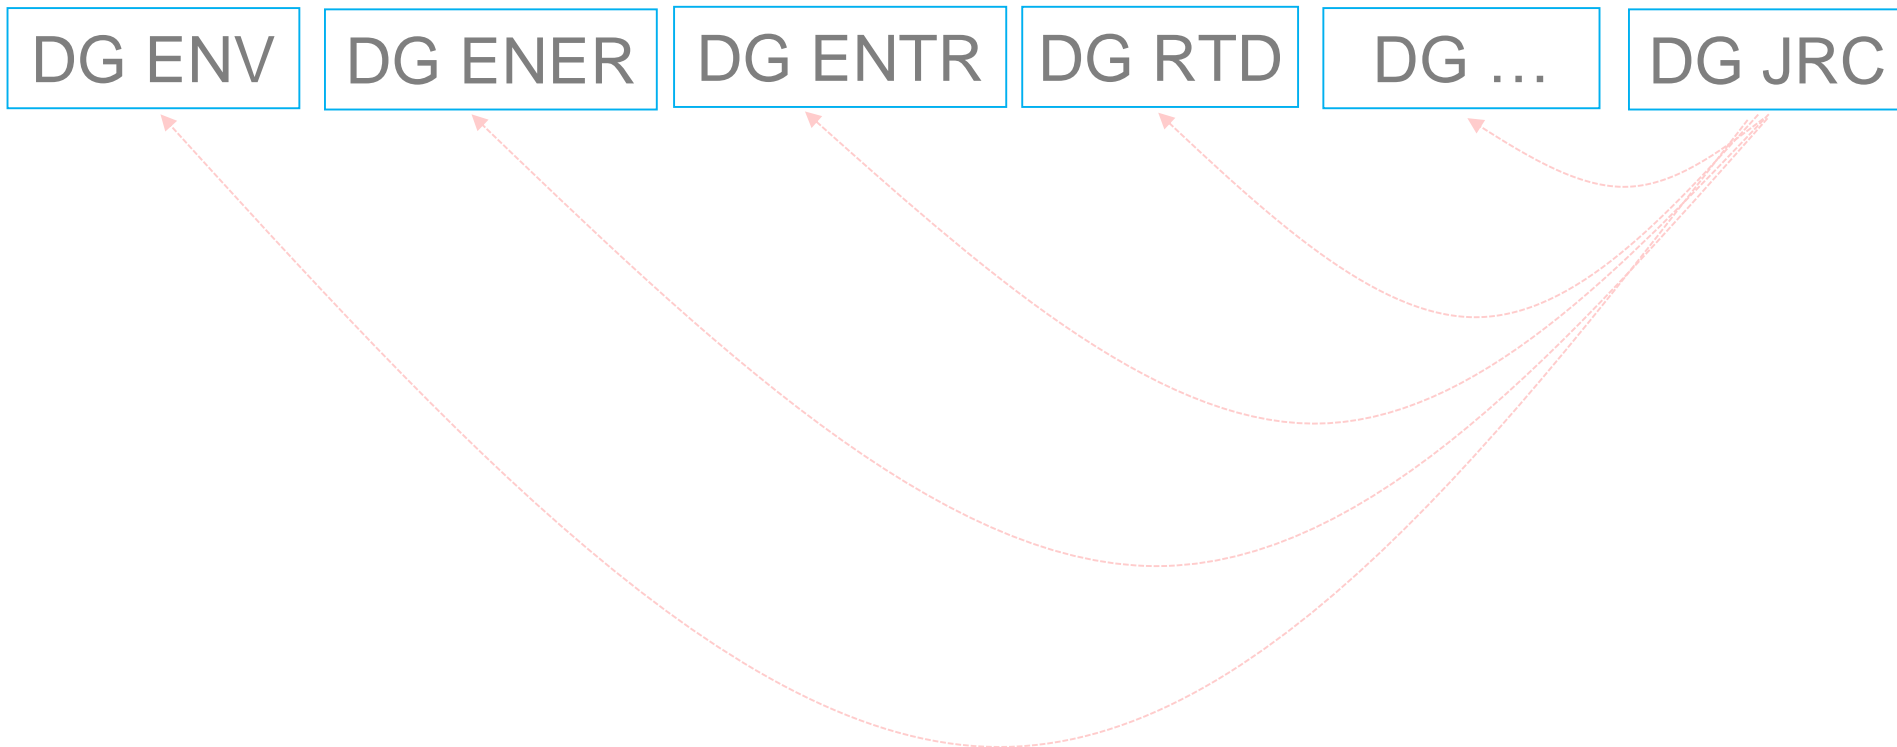 DG ENV
DG ENER
DG ENTR
DG RTD
DG …
DG JRC